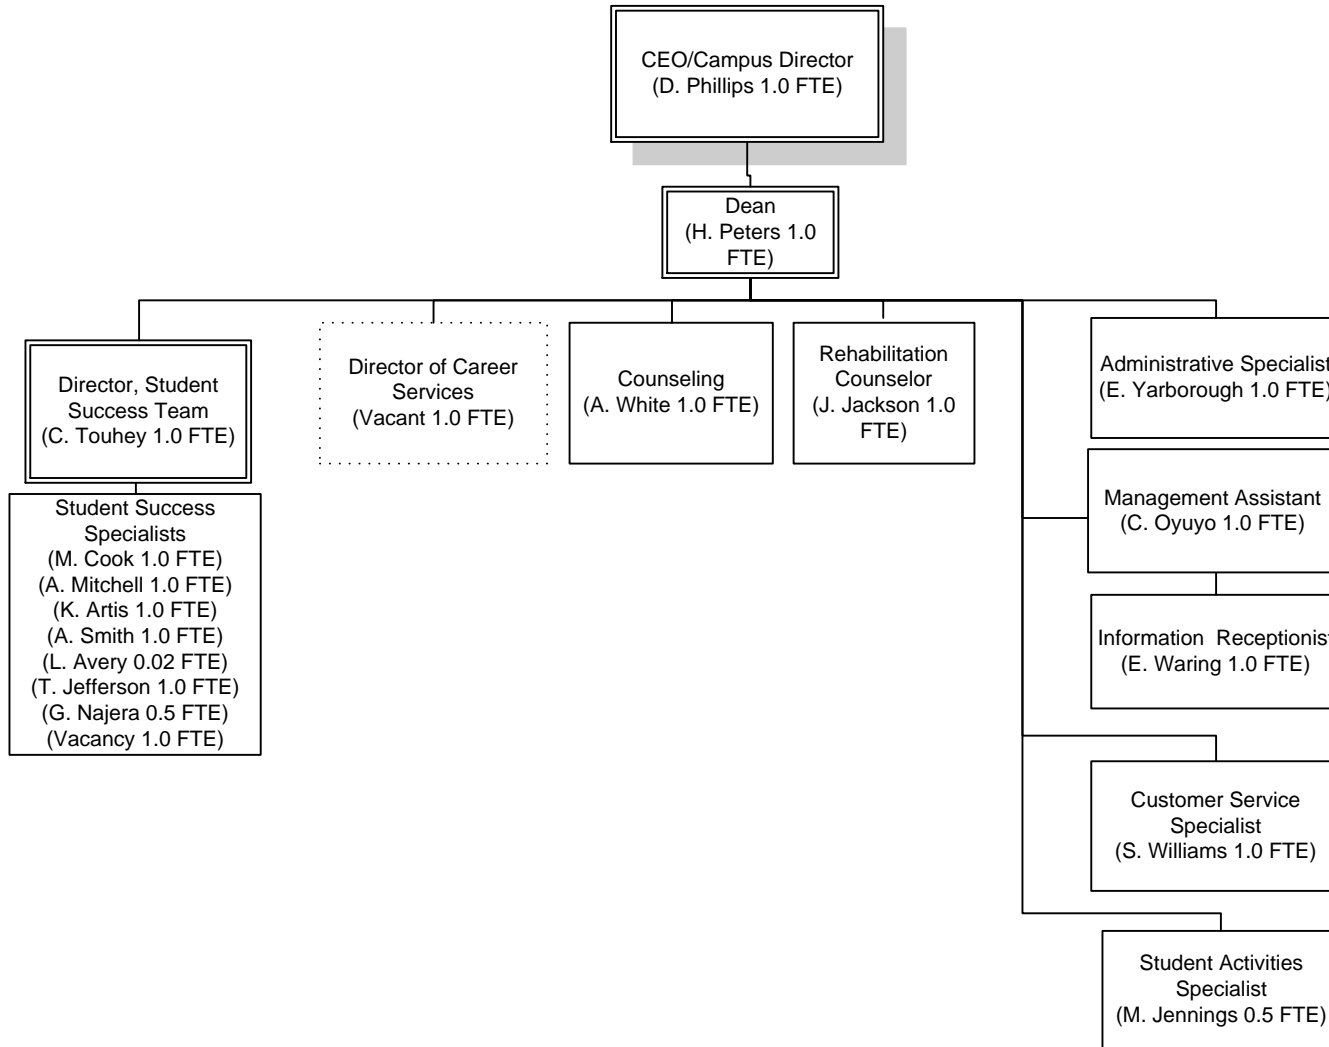 CEO/Campus Director
(D. Phillips 1.0 FTE)
Dean
(H. Peters 1.0
FTE)
Director, Student
Success Team
(C. Touhey 1.0 FTE)
Director of Career
Services
(Vacant 1.0 FTE)
Counseling
(A. White 1.0 FTE)
Rehabilitation
Counselor
(J. Jackson 1.0
FTE)
Administrative Specialist
(E. Yarborough 1.0 FTE)
Management Assistant
(C. Oyuyo 1.0 FTE)
Information Receptionist
(E. Waring 1.0 FTE)
Student Success
Specialists
(M. Cook 1.0 FTE)
(A. Mitchell 1.0 FTE)
(K. Artis 1.0 FTE)
(A. Smith 1.0 FTE)
(L. Avery 0.02 FTE)
(T. Jefferson 1.0 FTE)
(G. Najera 0.5 FTE)
(Vacancy 1.0 FTE)
Customer Service
Specialist
(S. Williams 1.0 FTE)
Student Activities
Specialist
(M. Jennings 0.5 FTE)